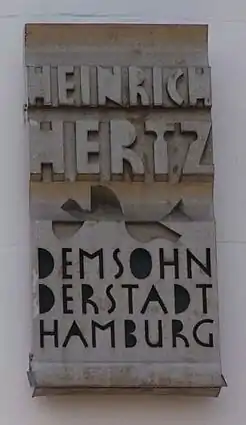 HEINRICH
HERTZ
DEMSOHN
DERSTADT
HAMBURG